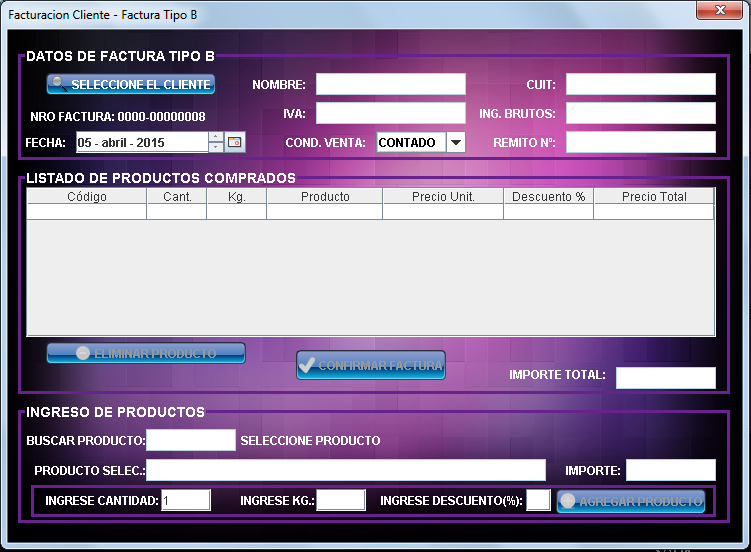 Facturacion Cliente - Factura Tipo B
DATOS DE FACTURA TIPO B
SELECCIONE EL CLIENTE NOMBRE: CUIT:
NRO FACTURA: 0000-00000008 IVA: ING. BRUTOS:
FECHA: 05 - abril - 2015 COND. VENTA: CONTADO REMITO Nº:
LISTADO DE PRODUCTOS COMPRADOS
Código Cant. Kg. Producto Precio Unit. Descuento % Precio Total
ELIMINAR PRODUCTO
CONFIRMAR FACTURA
IMPORTE TOTAL:
INGRESO DE PRODUCTOS
BUSCAR PRODUCTO: SELECCIONE PRODUCTO
PRODUCTO SELEC.: IMPORTE:
INGRESE CANTIDAD: 1 INGRESE KG.: INGRESE DESCUENTO(%): AGREGAR PRODUCTO